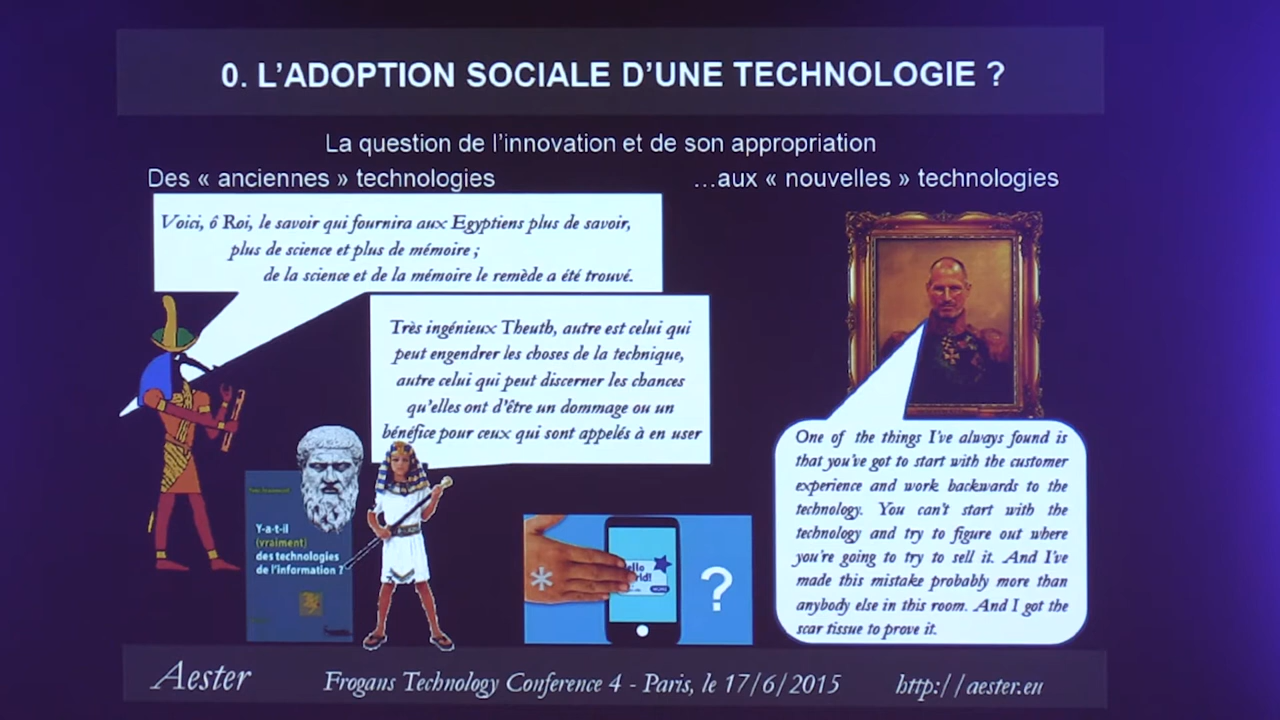 0. L'ADOPTION SOCIALE D'UNE TECHNOLOGIE ?
La question de l'innovation et de son appropriation
Des « anciennes » technologies
…aux « nouvelles » technologies
Voici, ô Roi, le savoir qui fournira aux Egyptiens plus de savoir,
plus de science et plus de mémoire ;
de la science et de la mémoire le remède a été trouvé.
Très ingénieux Theuth, autre est celui qui
peut engendrer les choses de la technique,
autre celui qui peut discerner les chances
qu'elles ont d'être un dommage ou un
bénéfice pour ceux qui sont appelés à en user
Y-a-t-il
(vraiment)
des technologies
de l'information ?
*
?
One of the things I've always found is
that you've got to start with the customer
experience and work backwards to the
technology. You can't start with the
technology and try to figure out where
you're going to try to sell it. And I've
made this mistake probably more than
anybody else in this room. And I got the
scar tissue to prove it.
Aester
Frogans Technology Conference 4 - Paris, le 17/6/2015
http://aester.eu